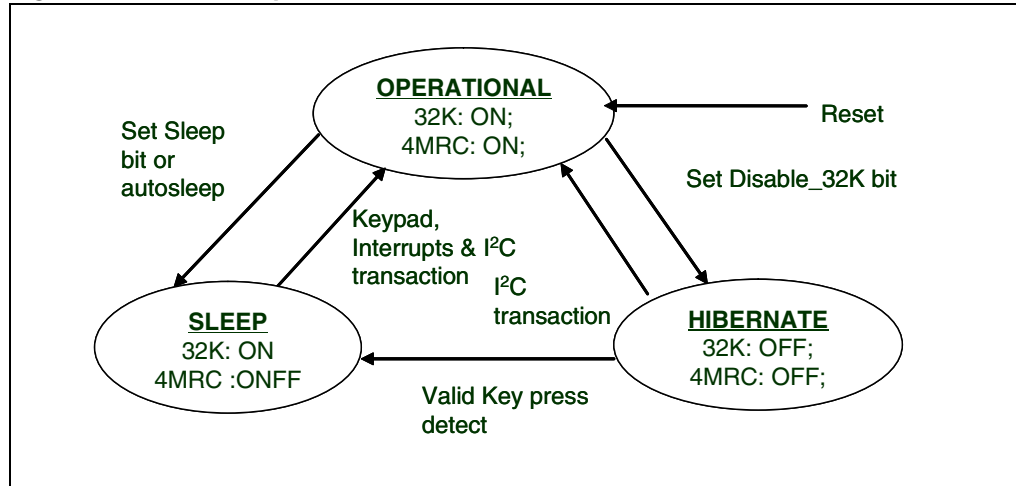 OPERATIONAL
32K: ON;
4MRC: ON;
Reset
Set Sleep
bit or
autosleep
Set Disable_32K bit
Keypad,
Interrupts & I²C
transaction
I²C
transaction
SLEEP
32K: ON
4MRC :ONFF
HIBERNATE
32K: OFF;
4MRC: OFF;
Valid Key press
detect